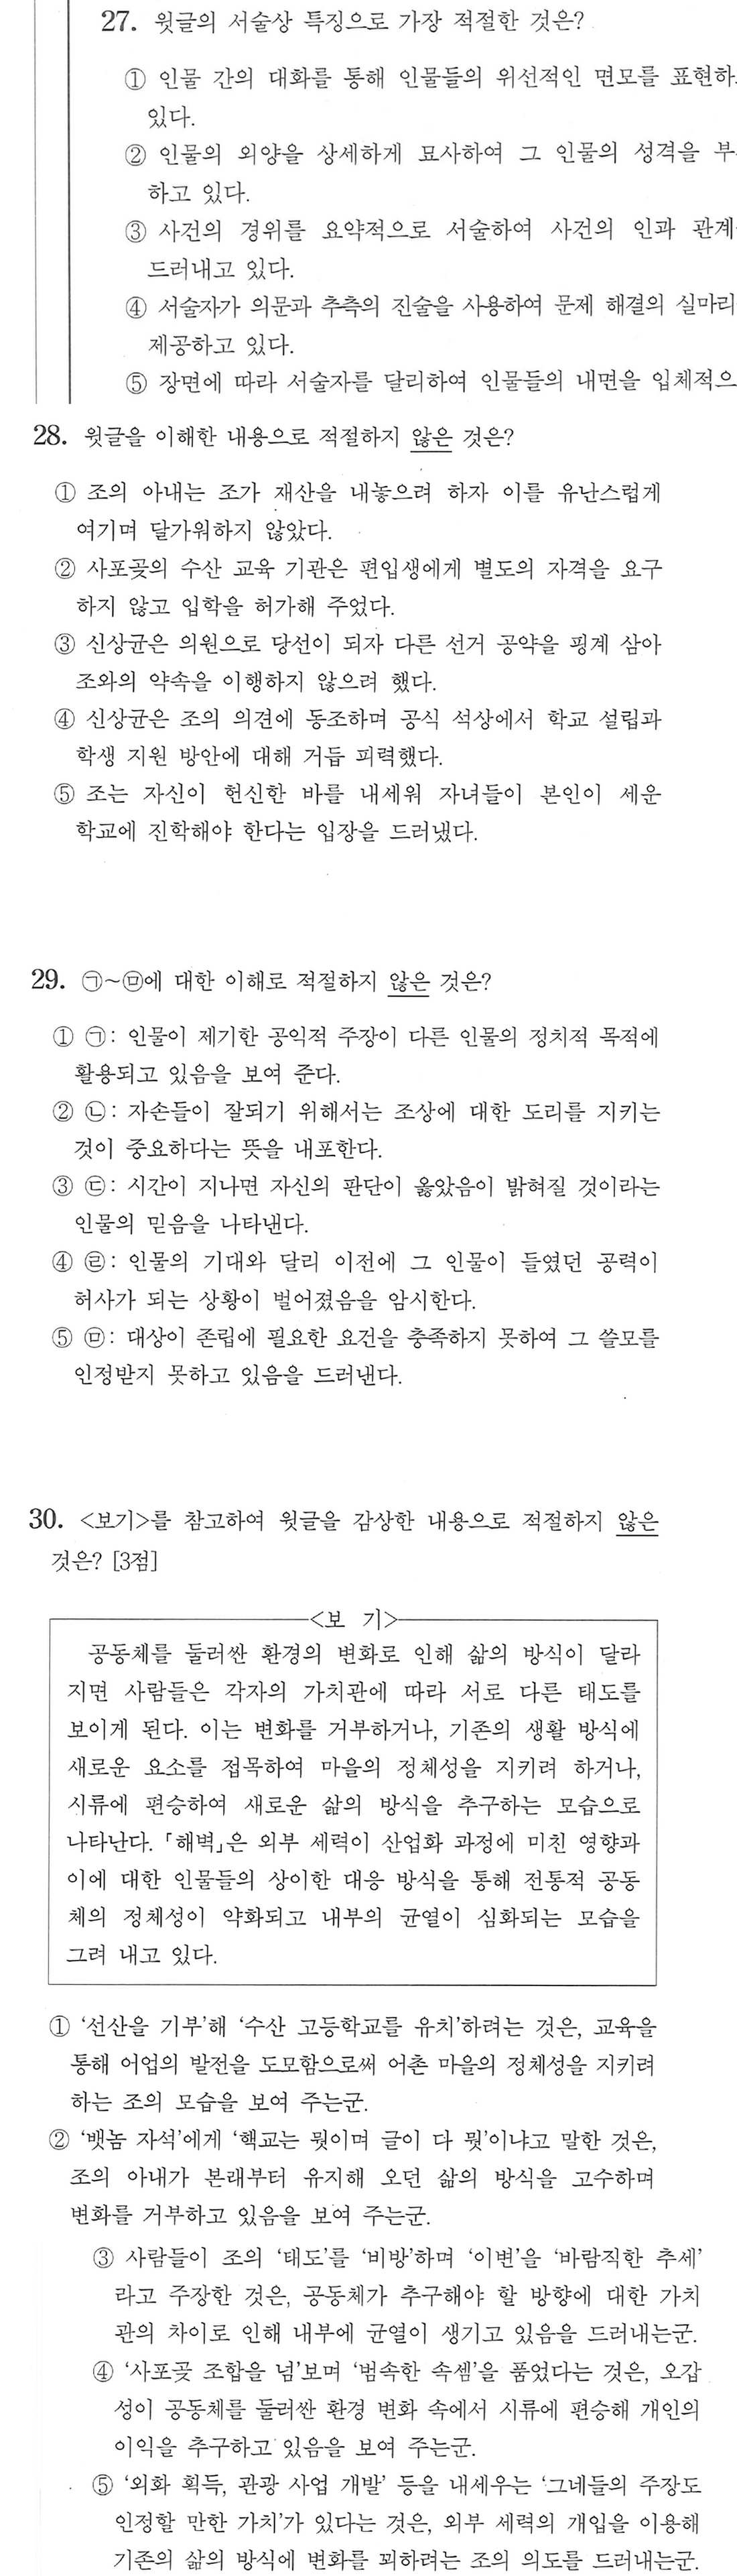 27. 윗글의 서술상 특징으로 가장 적절한 것은?
① 인물 간의 대화를 통해 인물들의 위선적인 면모를 표현하
있다.
② 인물의 외양을 상세하게 묘사하여 그 인물의 성격을 부
하고 있다.
③ 사건의 경위를 요약적으로 서술하여 사건의 인과 관계
드러내고 있다.
④ 서술자가 의문과 추측의 진술을 사용하여 문제 해결의 실마리
제공하고 있다.
⑤ 장면에 따라 서술자를 달리하여 인물들의 내면을 입체적으
28. 윗글을 이해한 내용으로 적절하지 않은 것은?
① 조의 아내는 조가 재산을 내놓으려 하자 이를 유난스럽게
여기며 달가워하지 않았다.
② 사포곶의 수산 교육 기관은 편입생에게 별도의 자격을 요구
하지 않고 입학을 허가해 주었다.
③ 신상균은 의원으로 당선이 되자 다른 선거 공약을 핑계 삼아
조와의 약속을 이행하지 않으려 했다.
④ 신상균은 조의 의견에 동조하며 공식 석상에서 학교 설립과
학생 지원 방안에 대해 거듭 피력했다.
⑤ 조는 자신이 헌신한 바를 내세워 자녀들이 본인이 세운
학교에 진학해야 한다는 입장을 드러냈다.
29. ㉠~㉤에 대한 이해로 적절하지 않은 것은?
① ㉠: 인물이 제기한 공익적 주장이 다른 인물의 정치적 목적에
활용되고 있음을 보여 준다.
② ㉡: 자손들이 잘되기 위해서는 조상에 대한 도리를 지키는
것이 중요하다는 뜻을 내포한다.
③ ㉢: 시간이 지나면 자신의 판단이 옳았음이 밝혀질 것이라는
인물의 믿음을 나타낸다.
④ ㉣: 인물의 기대와 달리 이전에 그 인물이 들였던 공력이
허사가 되는 상황이 벌어졌음을 암시한다.
⑤ ㉤: 대상이 존립에 필요한 요건을 충족하지 못하여 그 쓸모를
인정받지 못하고 있음을 드러낸다.
30. <보기>를 참고하여 윗글을 감상한 내용으로 적절하지 않은
것은? [3점]
<보 기>
공동체를 둘러싼 환경의 변화로 인해 삶의 방식이 달라
지면 사람들은 각자의 가치관에 따라 서로 다른 태도를
보이게 된다. 이는 변화를 거부하거나, 기존의 생활 방식에
새로운 요소를 접목하여 마을의 정체성을 지키려 하거나,
시류에 편승하여 새로운 삶의 방식을 추구하는 모습으로
나타난다. 「해벽」은 외부 세력이 산업화 과정에 미친 영향과
이에 대한 인물들의 상이한 대응 방식을 통해 전통적 공동
체의 정체성이 약화되고 내부의 균열이 심화되는 모습을
그려 내고 있다.
① ‘선산을 기부’해 ‘수산 고등학교를 유치’하려는 것은, 교육을
통해 어업의 발전을 도모함으로써 어촌 마을의 정체성을 지키려
하는 조의 모습을 보여 주는군.
② ‘뱃놈 자석’에게 ‘핵교는 뭣이며 글이 다 뭣’이냐고 말한 것은,
조의 아내가 본래부터 유지해 오던 삶의 방식을 고수하며
변화를 거부하고 있음을 보여 주는군.
③ 사람들이 조의 ‘태도’를 ‘비방’하며 ‘이변’을 ‘바람직한 추세’
라고 주장한 것은, 공동체가 추구해야 할 방향에 대한 가치
관의 차이로 인해 내부에 균열이 생기고 있음을 드러내는군.
④ ‘사포곶 조합을 넘’보며 ‘범속한 속셈’을 품었다는 것은, 오갑
성이 공동체를 둘러싼 환경 변화 속에서 시류에 편승해 개인의
이익을 추구하고 있음을 보여 주는군.
⑤ ‘외화 획득, 관광 사업 개발’ 등을 내세우는 ‘그네들의 주장도
인정할 만한 가치’가 있다는 것은, 외부 세력의 개입을 이용해
기존의 삶의 방식에 변화를 꾀하려는 조의 의도를 드러내는군.